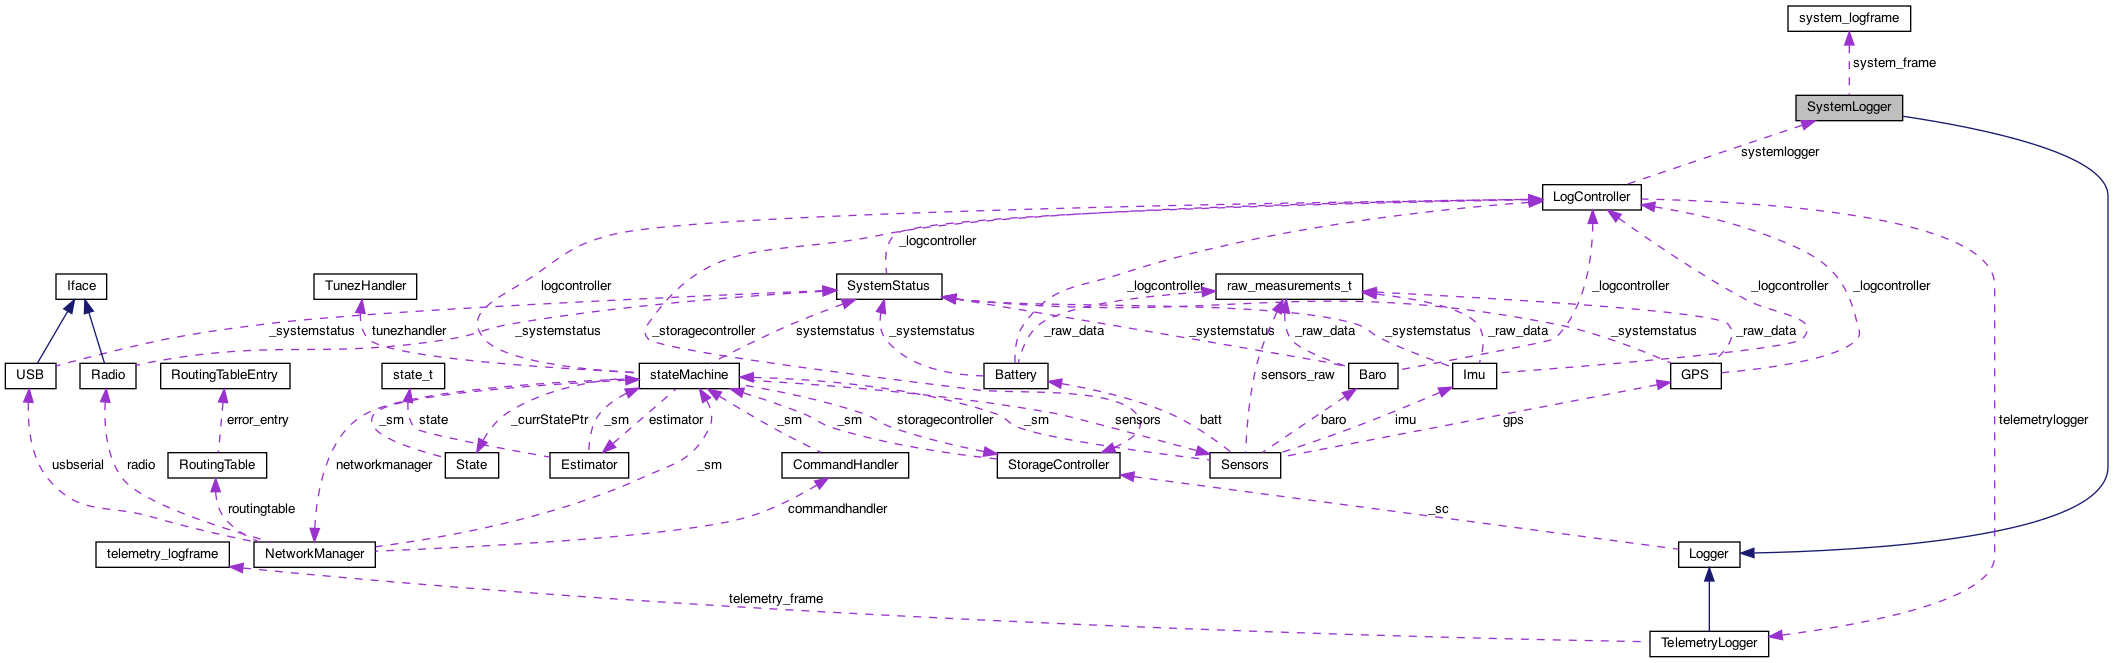 system_logframe
system_frame
SystemLogger
systemlogger
LogController
_logcontroller
Iface
TunezHandler
logcontroller
SystemStatus
_logcontroller
raw_measurements_t
_logcontroller
_logcontroller
_logcontroller
_systemstatus
tunezhandler
_systemstatus
_storagecontroller
systemstatus
_systemstatus
_raw_data
_systemstatus
_raw_data
_systemstatus
_raw_data
_systemstatus
_raw_data
USB
Radio
RoutingTableEntry
state_t
stateMachine
Battery
sensors_raw
Baro
Imu
GPS
error_entry
_sm
state
_currStatePtr
_sm
estimator
_sm
_sm
storagecontroller
_sm
sensors
batt
baro
imu
gps
telemetrylogger
usbserial
radio
RoutingTable
networkmanager
State
Estimator
_sm
CommandHandler
StorageController
Sensors
routingtable
commandhandler
_sc
telemetry_logframe
NetworkManager
Logger
telemetry_frame
TelemetryLogger